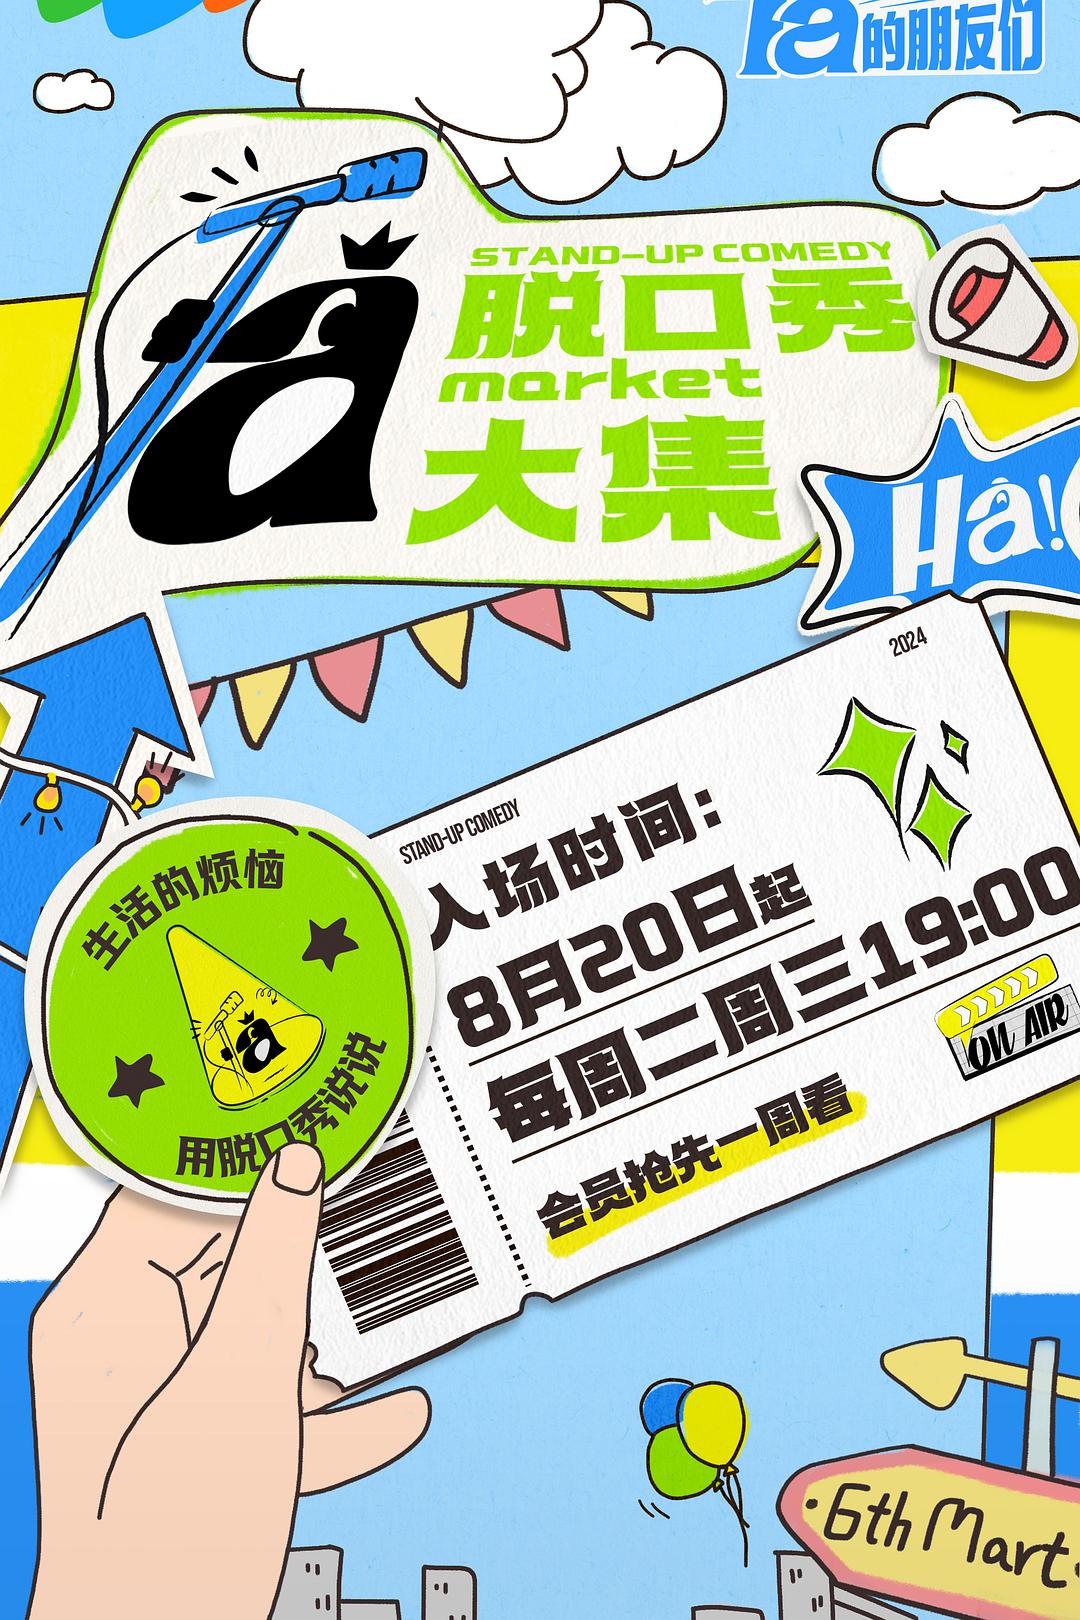 的朋友们
STAND-UP COMEDY
脱口秀
market
大集
Ha!
2024
STAND-UP COMEDY
入场时间：
8月20日起
每周二周三19:00
会员抢先一周看
ON AIR
生活的烦恼
用脱口秀说说
6th Mart